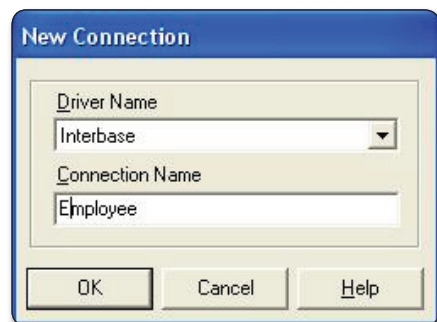 New Connection
Driver Name
Interbase
Connection Name
Employee
OK Cancel Help